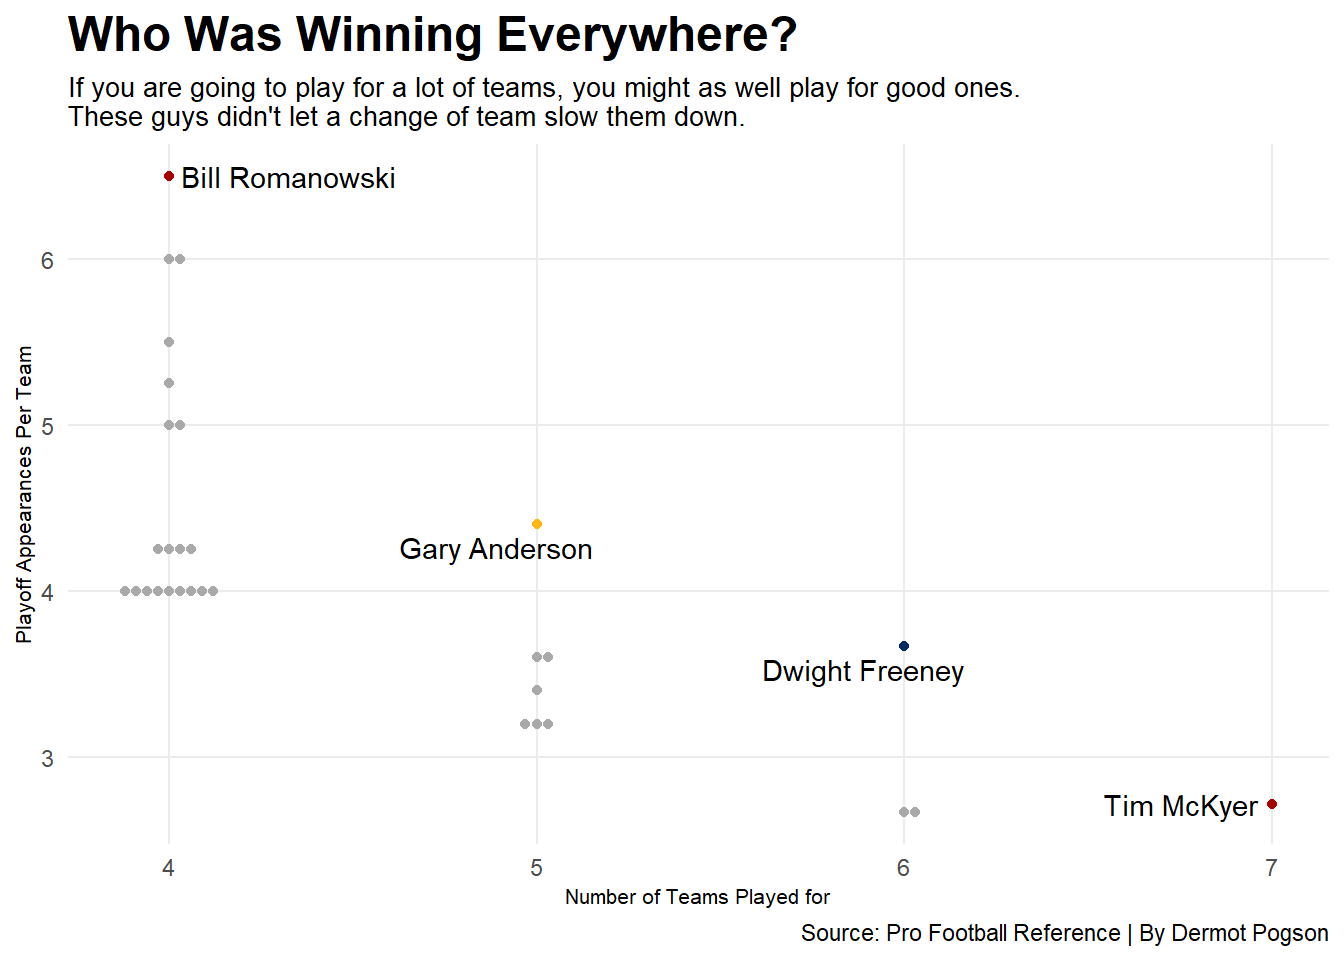 Who Was Winning Everywhere?
If you are going to play for a lot of teams, you might as well play for good ones.
These guys didn't let a change of team slow them down.
Bill Romanowski
6
5
Gary Anderson
4
Dwight Freeney
3
Tim McKyer
Playoff Appearances Per Team
4 5 6 7
Number of Teams Played for
Source: Pro Football Reference | By Dermot Pogson